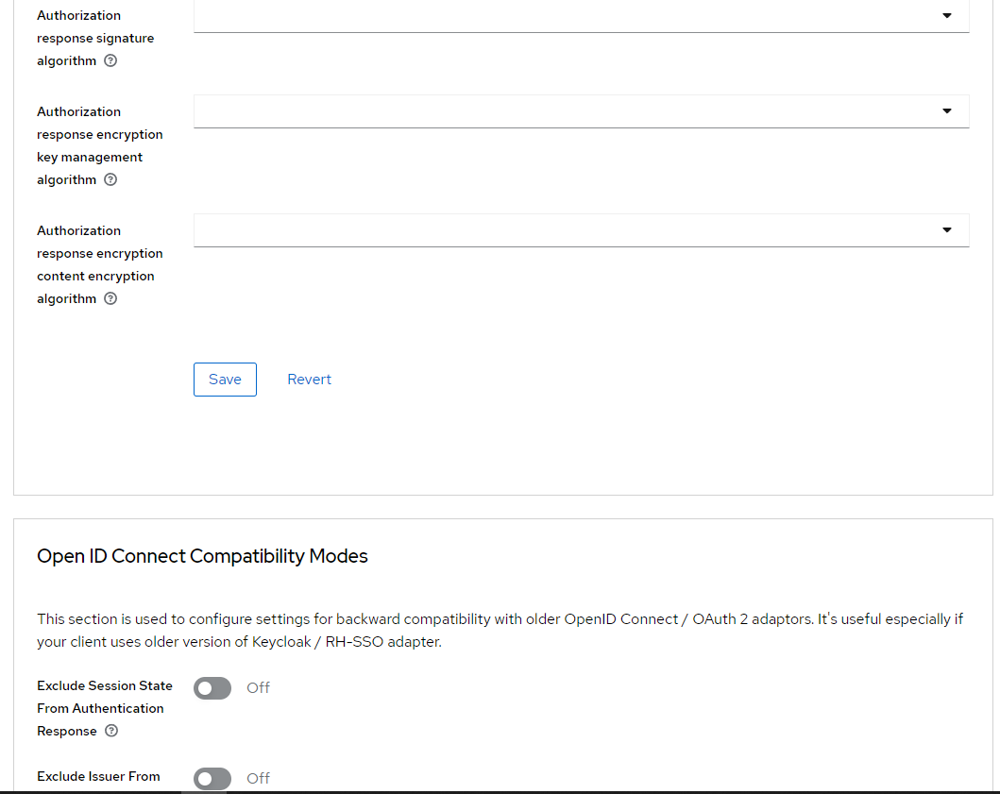 Authorization
response signature
algorithm
Authorization
response encryption
key management
algorithm
Authorization
response encryption
content encryption
algorithm
Save Revert
Open ID Connect Compatibility Modes
This section is used to configure settings for backward compatibility with older OpenID Connect / OAuth 2 adaptors. It's useful especially if
your client uses older version of Keycloak / RH-SSO adapter.
Exclude Session State
From Authentication
Response
Off
Exclude Issuer From
Off